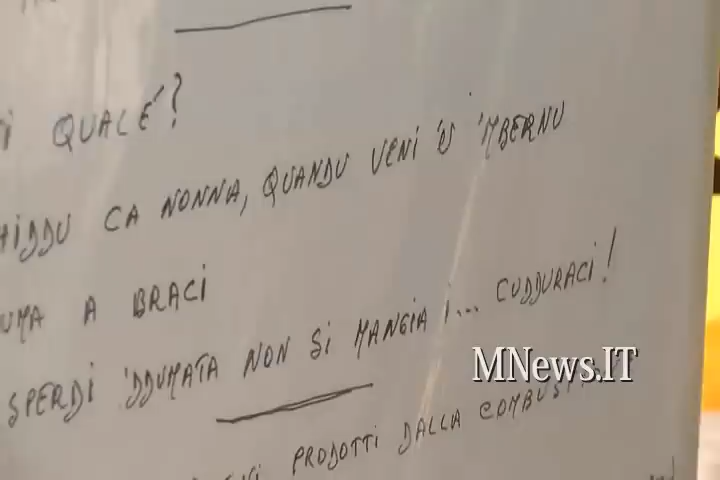 QUALE'?
CA NONNA, QUANDU VENI 'U 'MBERNU
A BRACI
SPERDI 'DDUMATA NON SI MANGIA I... CUDDURACI!
MNews.IT
PRODOTTI DALLA